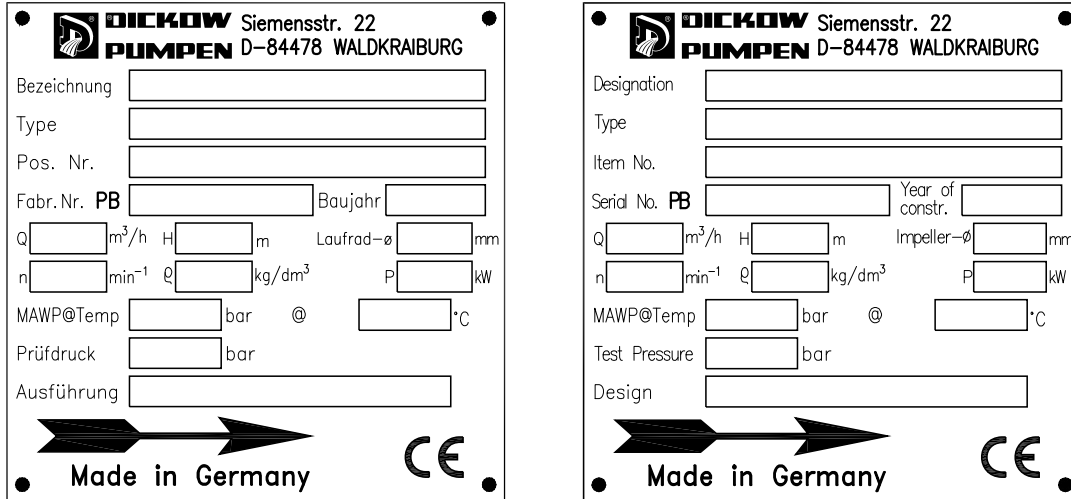 DICKOW Siemensstr. 22
PUMPEN D-84478 WALDKRAIBURG
Bezeichnung
Type
Pos. Nr.
Fabr.Nr. PB Baujahr
Q m³/h H m Laufrad-ø mm
n min⁻¹ ϱ kg/dm³ P kW
MAWP@Temp bar @ °C
Prüfdruck bar
Ausführung
Made in Germany CE
DICKOW Siemensstr. 22
PUMPEN D-84478 WALDKRAIBURG
Designation
Type
Item No.
Serial No. PB Year of
constr.
Q m³/h H m Impeller-ø mm
n min⁻¹ ϱ kg/dm³ P kW
MAWP@Temp bar @ °C
Test Pressure bar
Design
Made in Germany CE